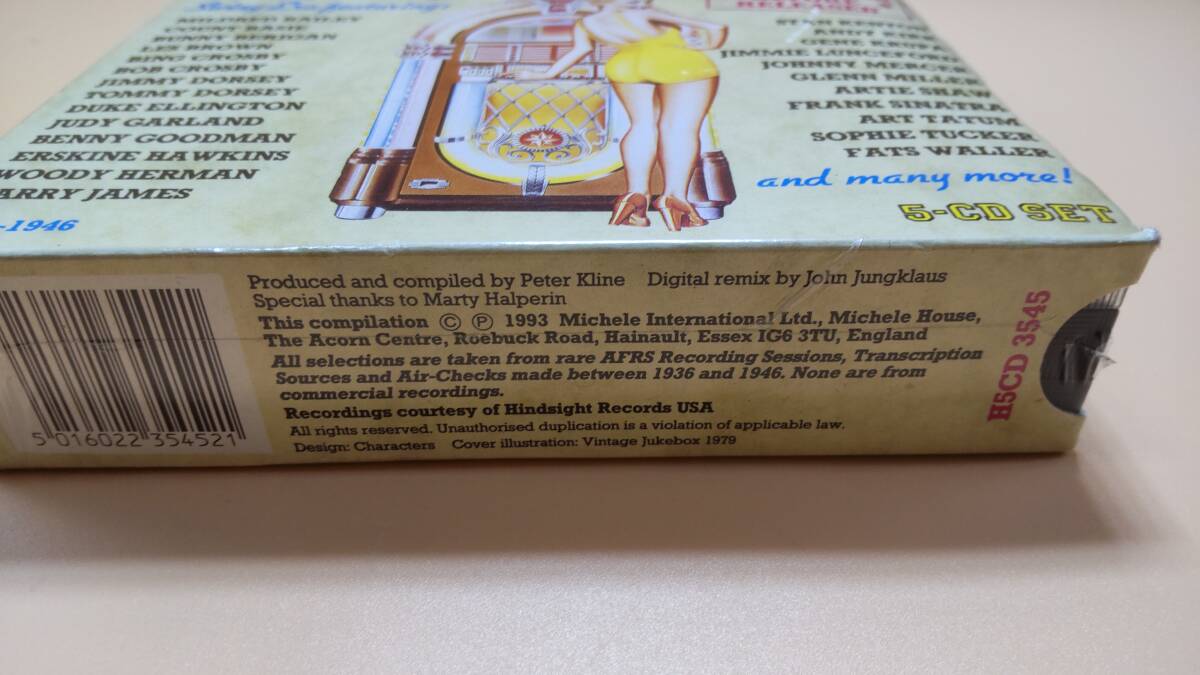 MILDRED BAILEY
COUNT BASIE
BUNNY BERIGAN
LES BROWN
BING CROSBY
BOB CROSBY
JIMMY DORSEY
TOMMY DORSEY
DUKE ELLINGTON
JUDY GARLAND
BENNY GOODMAN
ERSKINE HAWKINS
WOODY HERMAN
ARRY JAMES
-1946
STAN KENTON
ANDY KIRK
GENE KRUPA
JIMMIE LUNCEFORD
JOHNNY MERCER
GLENN MILLER
ARTIE SHAW
FRANK SINATRA
ART TATUM
SOPHIE TUCKER
FATS WALLER
and many more!
5-CD SET
Produced and compiled by Peter Kline Digital remix by John Jungklaus
Special thanks to Marty Halperin
This compilation © ℗ 1993 Michele International Ltd., Michele House,
The Acorn Centre, Roebuck Road, Hainault, Essex IG6 3TU, England
All selections are taken from rare AFRS Recording Sessions, Transcription
Sources and Air-Checks made between 1936 and 1946. None are from
commercial recordings.
Recordings courtesy of Hindsight Records USA
All rights reserved. Unauthorised duplication is a violation of applicable law.
Design: Characters Cover illustration: Vintage Jukebox 1979
5 016022 354521
H5CD 3545